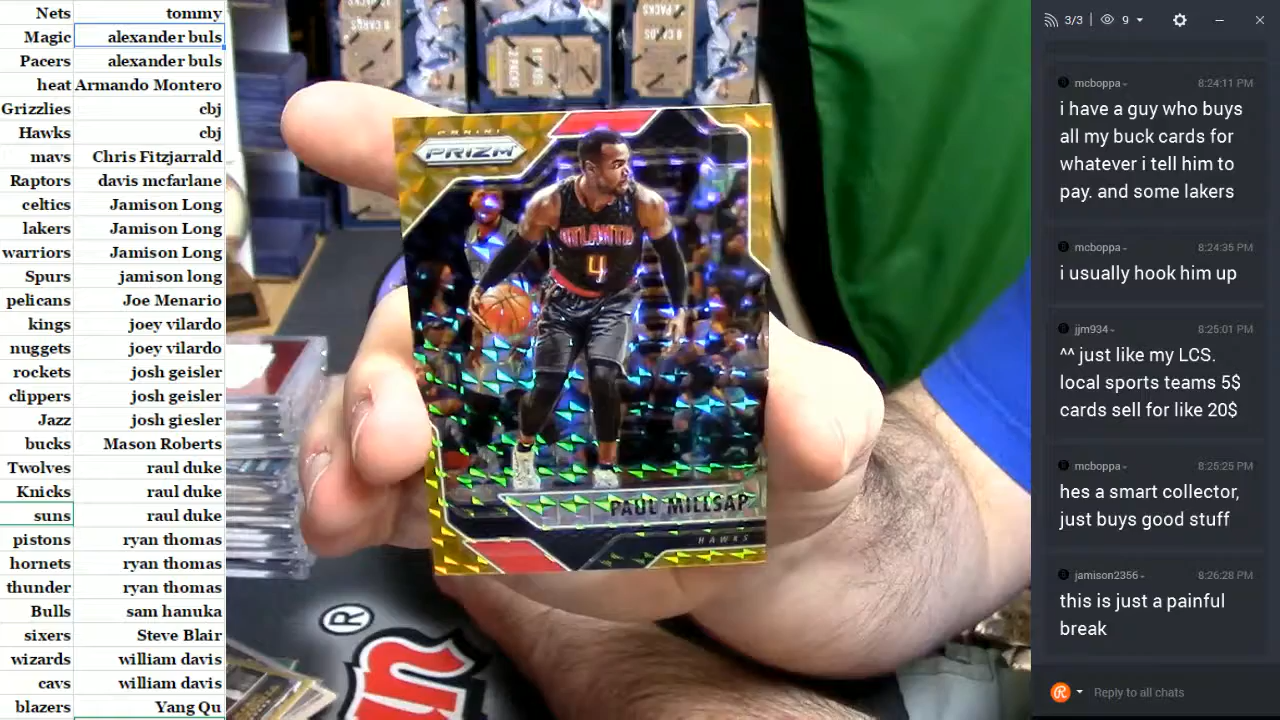 Nets tommy
Magic alexander buls
Pacers alexander buls
heat Armando Montero
Grizzlies cbj
Hawks cbj
mavs Chris Fitzjarrald
Raptors davis mcfarlane
celtics Jamison Long
lakers Jamison Long
warriors Jamison Long
Spurs jamison long
pelicans Joe Menario
kings joey vilardo
nuggets joey vilardo
rockets josh geisler
clippers josh geisler
Jazz josh giesler
bucks Mason Roberts
Twolves raul duke
Knicks raul duke
suns raul duke
pistons ryan thomas
hornets ryan thomas
thunder ryan thomas
Bulls sam hanuka
sixers Steve Blair
wizards william davis
cavs william davis
blazers Yang Qu
PANINI
PRIZM
ATLANTA
4
PAUL MILLSAP
HAWKS
®
3/3 9
mcboppa 8:24:11 PM
i have a guy who buys
all my buck cards for
whatever i tell him to
pay. and some lakers
mcboppa 8:24:35 PM
i usually hook him up
jjm934 8:25:01 PM
^^ just like my LCS.
local sports teams 5$
cards sell for like 20$
mcboppa 8:25:25 PM
hes a smart collector,
just buys good stuff
jamison2356 8:26:28 PM
this is just a painful
break
Reply to all chats